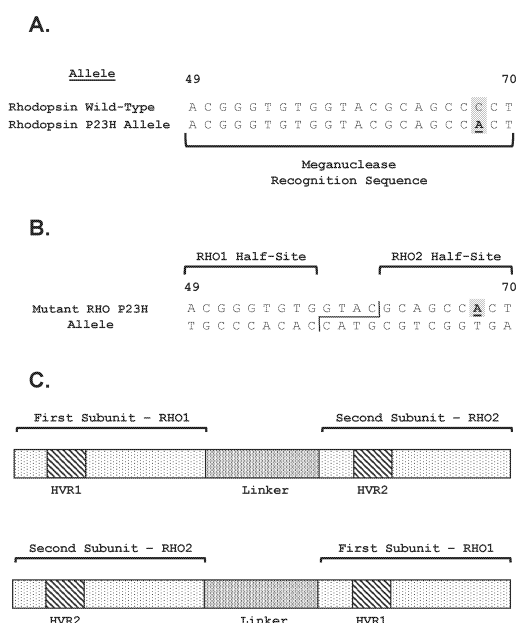 A.
Allele
49 70
Rhodopsin Wild-Type A C G G G T G T G G T A C G C A G C C C C T
Rhodopsin P23H Allele A C G G G T G T G G T A C G C A G C C A C T
Meganuclease
Recognition Sequence
B.
RHO1 Half-Site RHO2 Half-Site
49 70
Mutant RHO P23H A C G G G T G T G G T A C G C A G C C A C T
Allele T G C C C A C A C C A T G C G T C G G T G A
C.
First Subunit – RHO1 Second Subunit – RHO2
HVR1 Linker HVR2
Second Subunit – RHO2 First Subunit – RHO1
HVR2 Linker HVR1